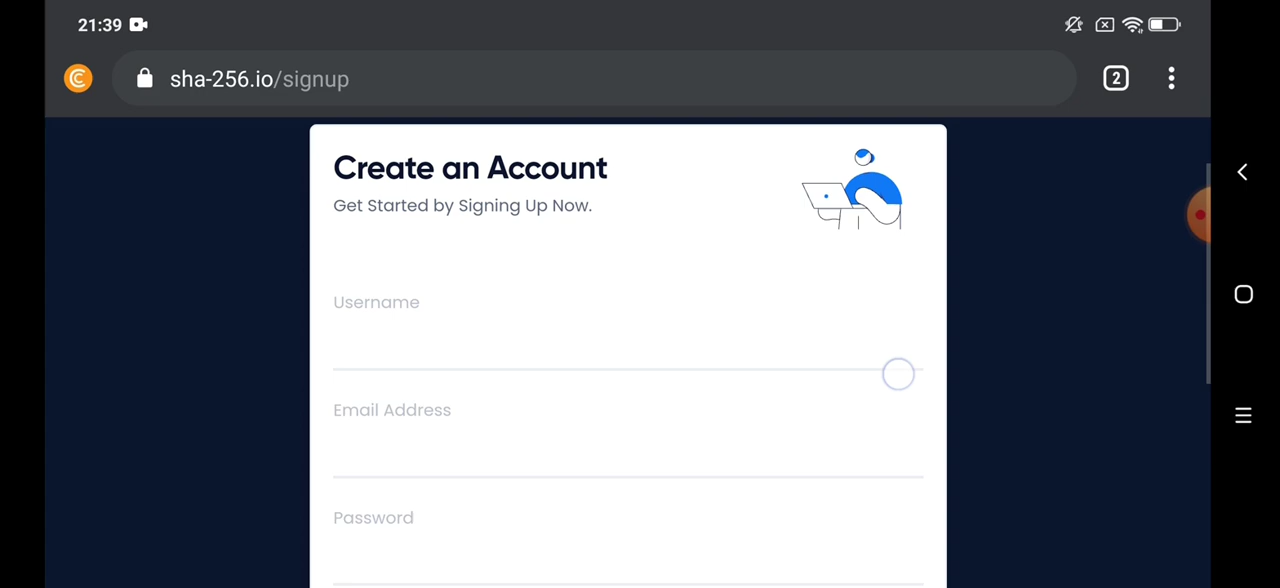 21:39
sha-256.io/signup
2
Create an Account
Get Started by Signing Up Now.
Username
Email Address
Password